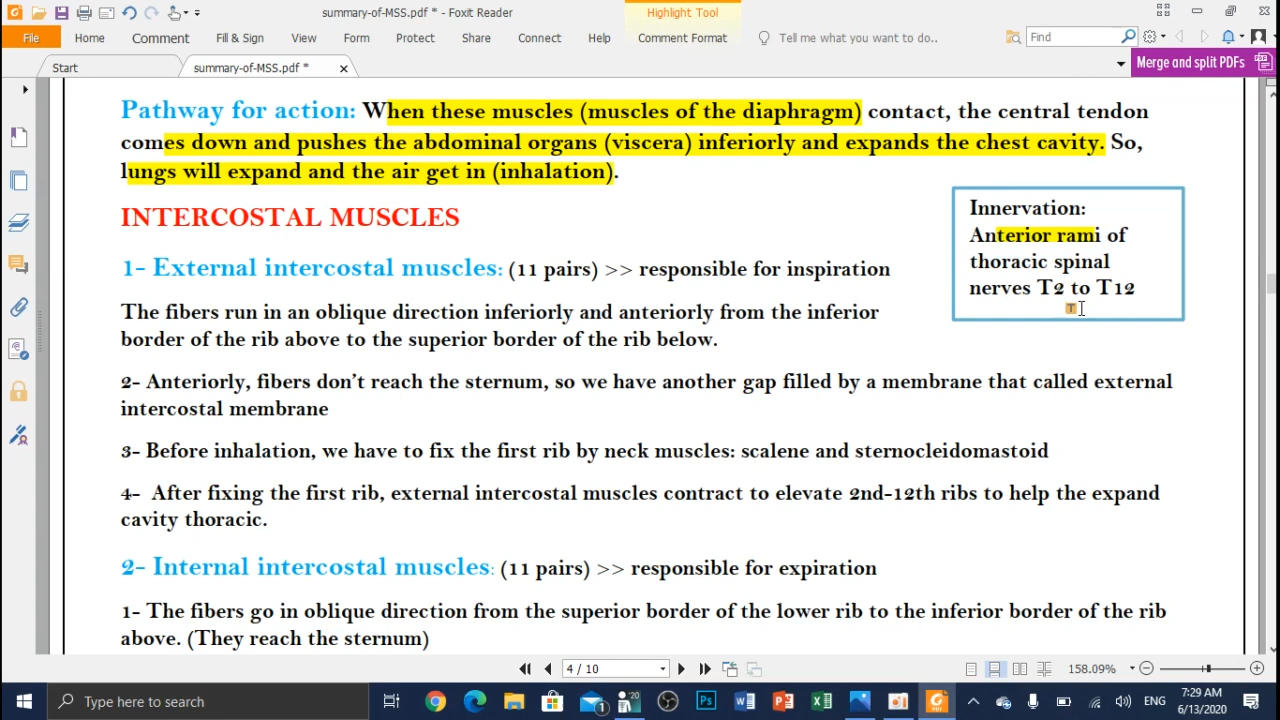 summary-of-MSS.pdf * - Foxit Reader
Highlight Tool
File
Home
Comment
Fill & Sign
View
Form
Protect
Share
Connect
Help
Comment Format
Tell me what you want to do..
Find
Start
summary-of-MSS.pdf *
Merge and split PDFs
Pathway for action: When these muscles (muscles of the diaphragm) contact, the central tendon
comes down and pushes the abdominal organs (viscera) inferiorly and expands the chest cavity. So,
lungs will expand and the air get in (inhalation).
INTERCOSTAL MUSCLES
Innervation:
Anterior rami of
thoracic spinal
nerves T2 to T12
1- External intercostal muscles: (11 pairs) >> responsible for inspiration
The fibers run in an oblique direction inferiorly and anteriorly from the inferior
border of the rib above to the superior border of the rib below.
2- Anteriorly, fibers don't reach the sternum, so we have another gap filled by a membrane that called external
intercostal membrane
3- Before inhalation, we have to fix the first rib by neck muscles: scalene and sternocleidomastoid
4- After fixing the first rib, external intercostal muscles contract to elevate 2nd-12th ribs to help the expand
cavity thoracic.
2- Internal intercostal muscles: (11 pairs) >> responsible for expiration
1- The fibers go in oblique direction from the superior border of the lower rib to the inferior border of the rib
above. (They reach the sternum)
4 / 10
158.09%
Type here to search
ENG
7:29 AM
6/13/2020